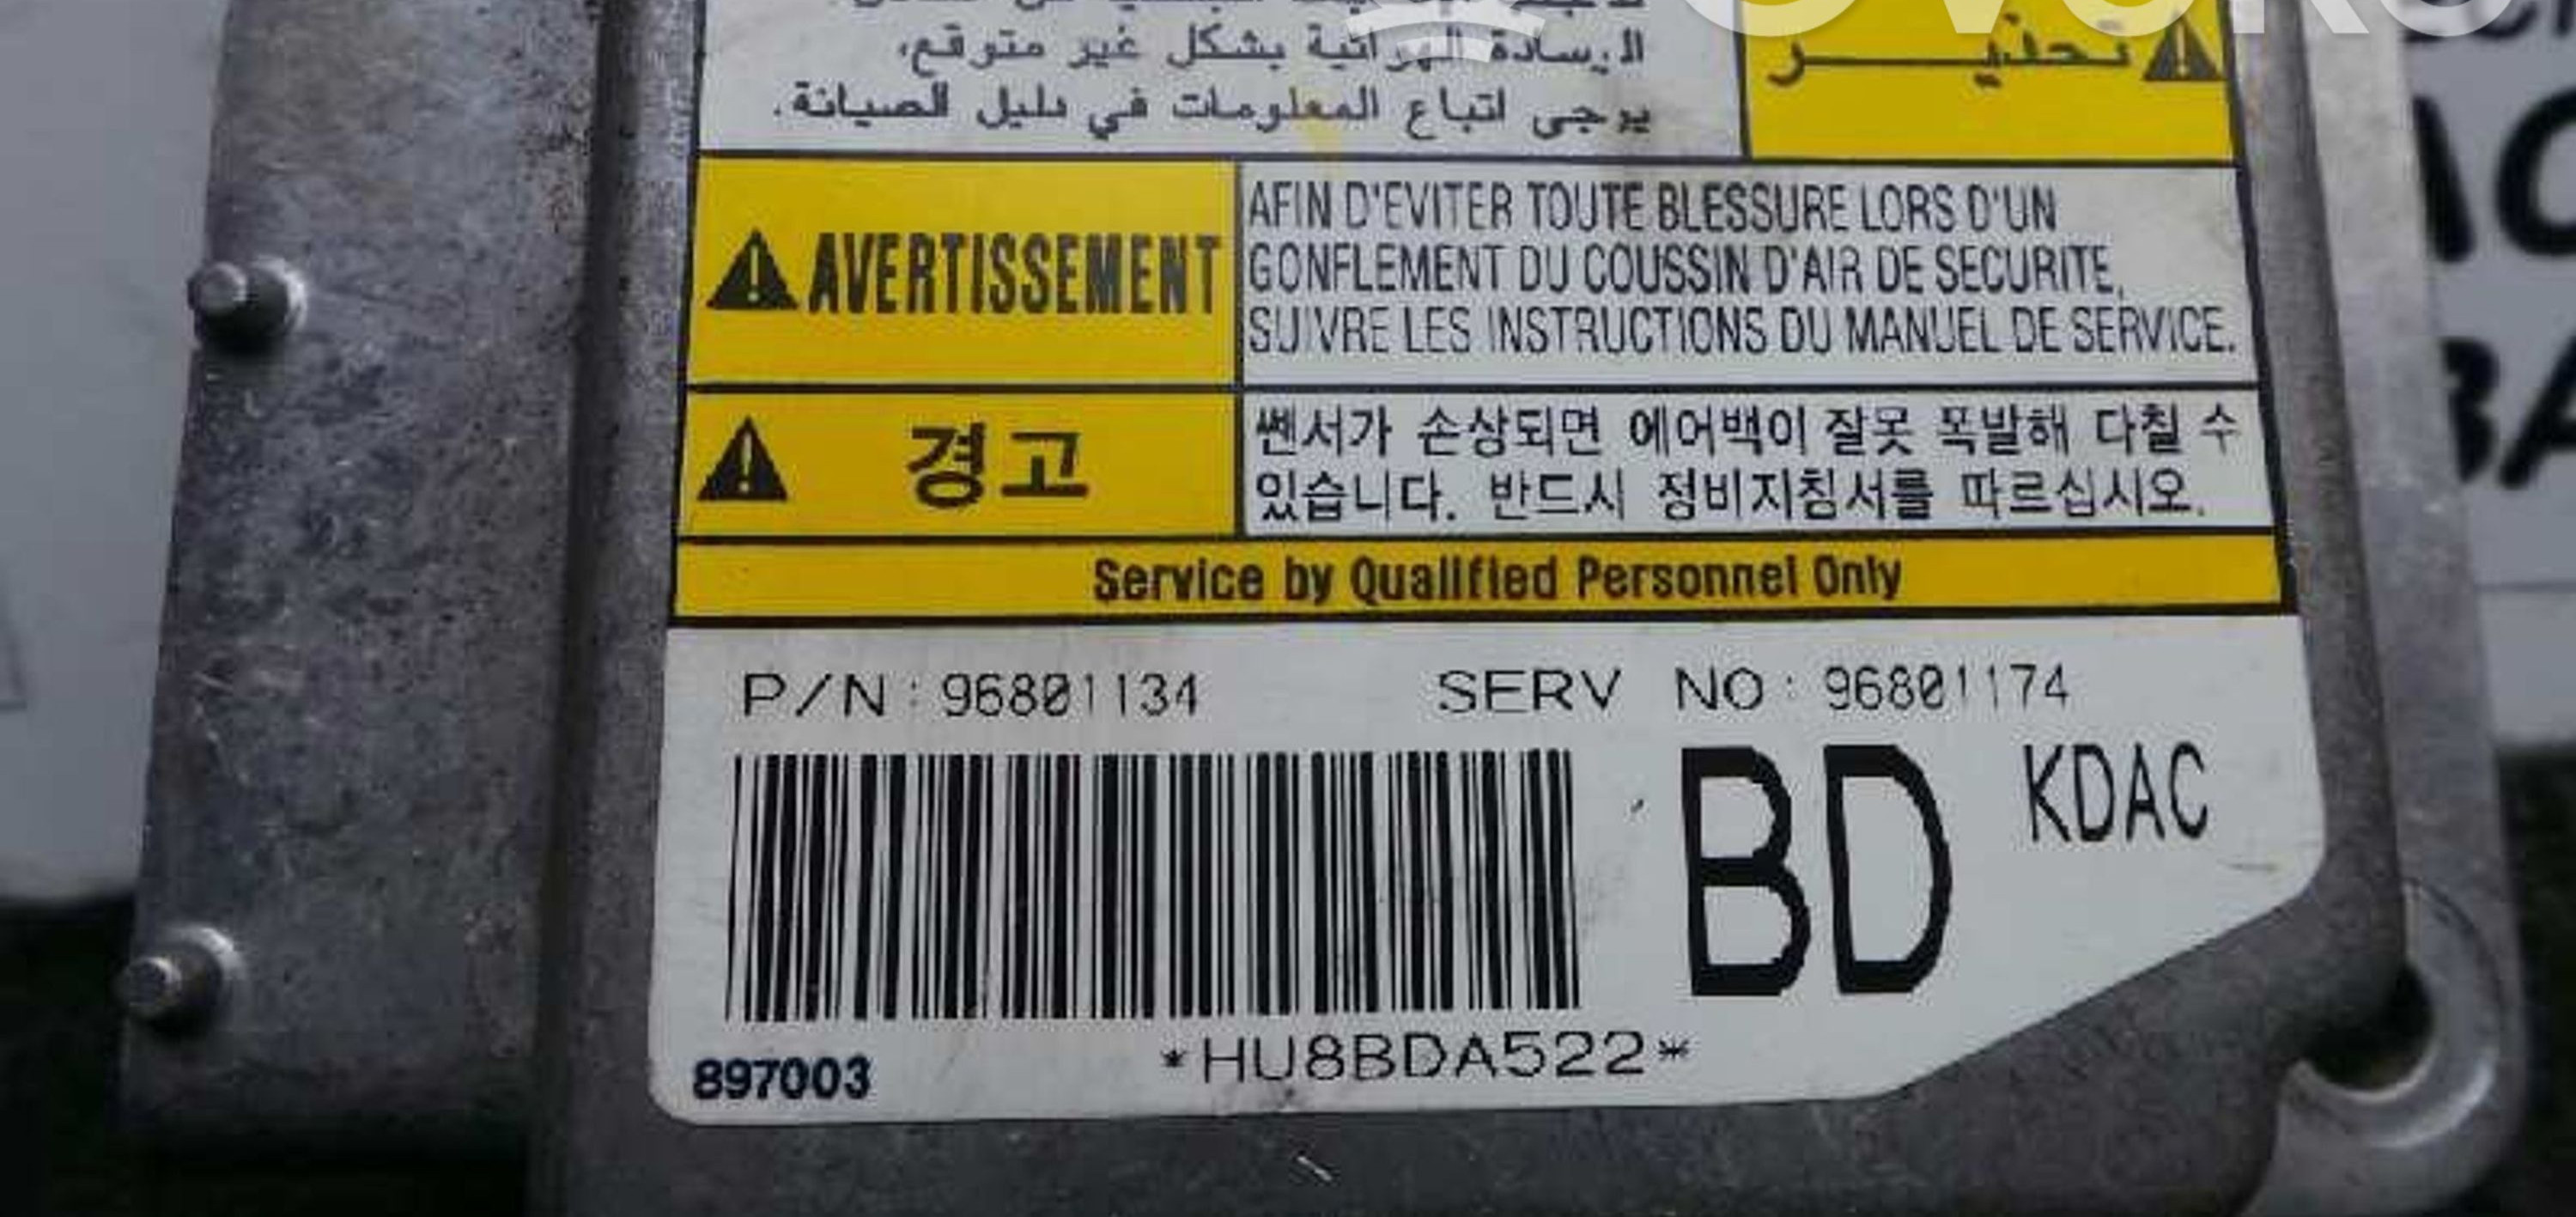 الوسادة الهوائية بشكل غير متوقع،
يرجى اتباع المعلومات في دليل الصيانة.
تحذير
AVERTISSEMENT
AFIN D'EVITER TOUTE BLESSURE LORS D'UN
GONFLEMENT DU COUSSIN D'AIR DE SECURITE,
SUIVRE LES INSTRUCTIONS DU MANUEL DE SERVICE.
경고
쎈서가 손상되면 에어백이 잘못 폭발해 다칠 수
있습니다. 반드시 정비지침서를 따르십시오.
Service by Qualified Personnel Only
P/N:96801134 SERV NO:96801174
BD KDAC
*HU8BDA522*
897003